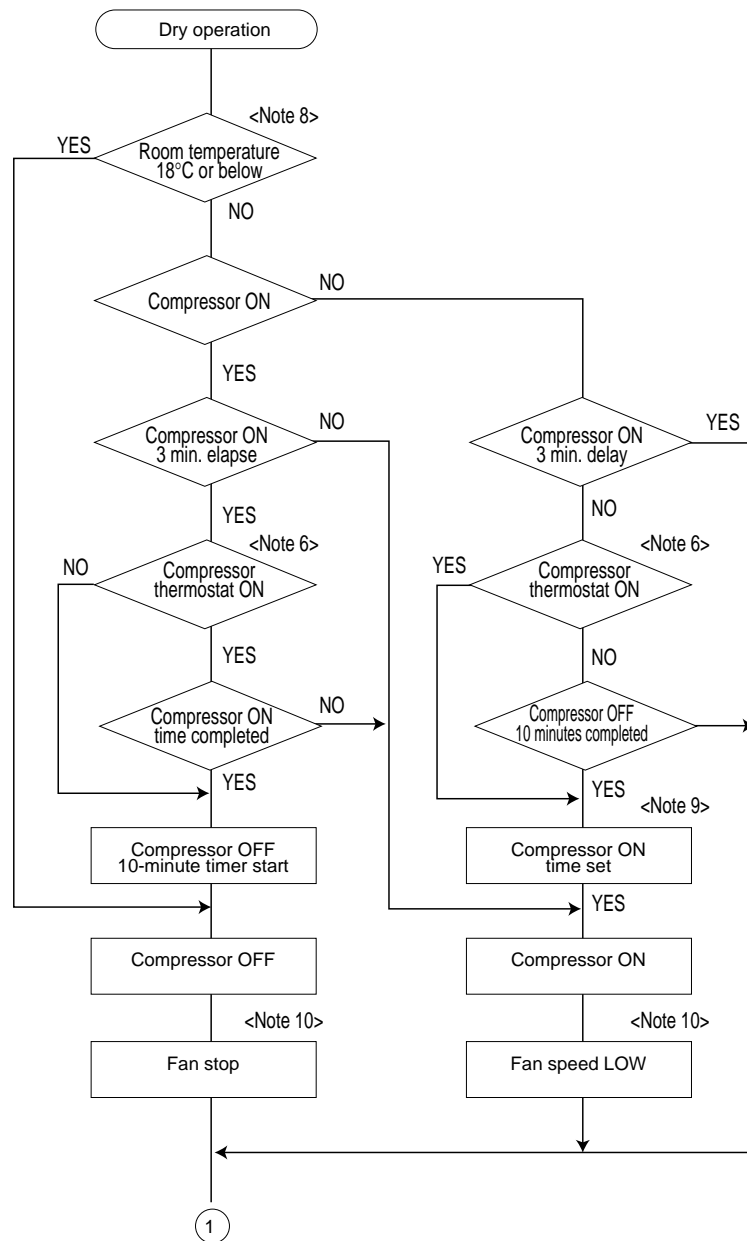 Dry operation
<Note 8>
YES
Room temperature
18°C or below
NO
Compressor ON
NO
YES
Compressor ON
3 min. elapse
NO
Compressor ON
3 min. delay
YES
YES
NO
<Note 6>
<Note 6>
NO
Compressor
thermostat ON
YES
Compressor
thermostat ON
YES
NO
Compressor ON
time completed
NO
Compressor OFF
10 minutes completed
YES
YES
<Note 9>
Compressor OFF
10-minute timer start
Compressor ON
time set
YES
Compressor OFF
Compressor ON
<Note 10>
<Note 10>
Fan stop
Fan speed LOW
1